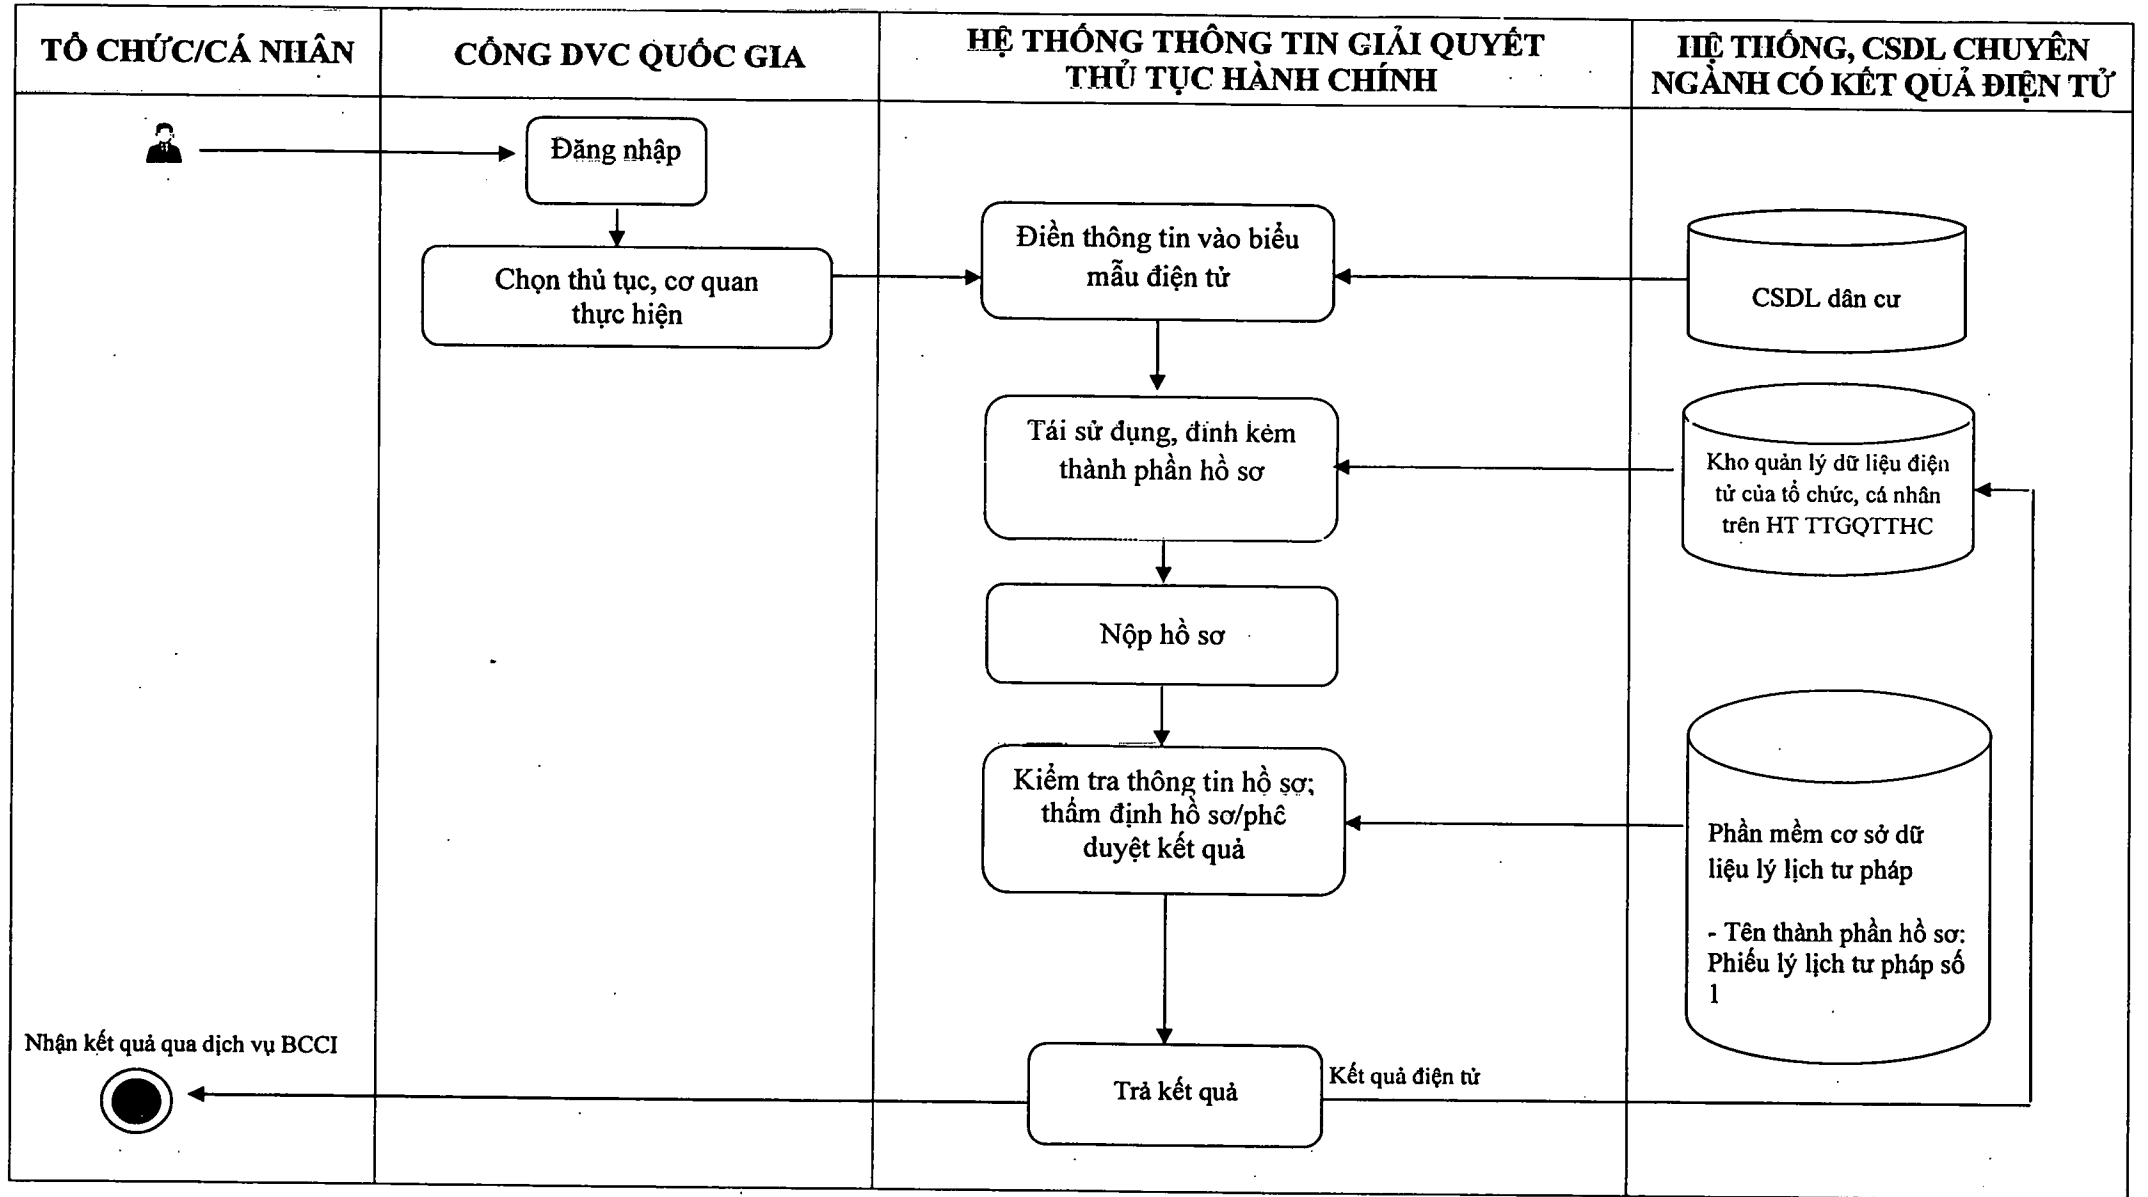 TỔ CHỨC/CÁ NHÂN
CỔNG DVC QUỐC GIA
HỆ THỐNG THÔNG TIN GIẢI QUYẾT
THỦ TỤC HÀNH CHÍNH
HỆ THỐNG, CSDL CHUYÊN
NGÀNH CÓ KẾT QUẢ ĐIỆN TỬ
Đăng nhập
Chọn thủ tục, cơ quan
thực hiện
Điền thông tin vào biểu
mẫu điện tử
CSDL dân cư
Tái sử dụng, đính kèm
thành phần hồ sơ
Kho quản lý dữ liệu điện
tử của tổ chức, cá nhân
trên HT TTGQTTHC
Nộp hồ sơ
Kiểm tra thông tin hồ sơ;
thẩm định hồ sơ/phê
duyệt kết quả
Phần mềm cơ sở dữ
liệu lý lịch tư pháp
- Tên thành phần hồ sơ:
Phiếu lý lịch tư pháp số
1
Nhận kết quả qua dịch vụ BCCI
Trả kết quả
Kết quả điện tử